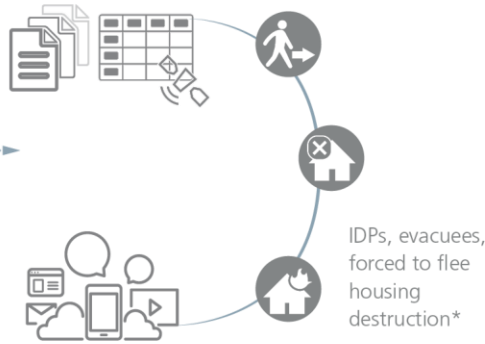 IDPs, evacuees,
forced to flee
housing
destruction*